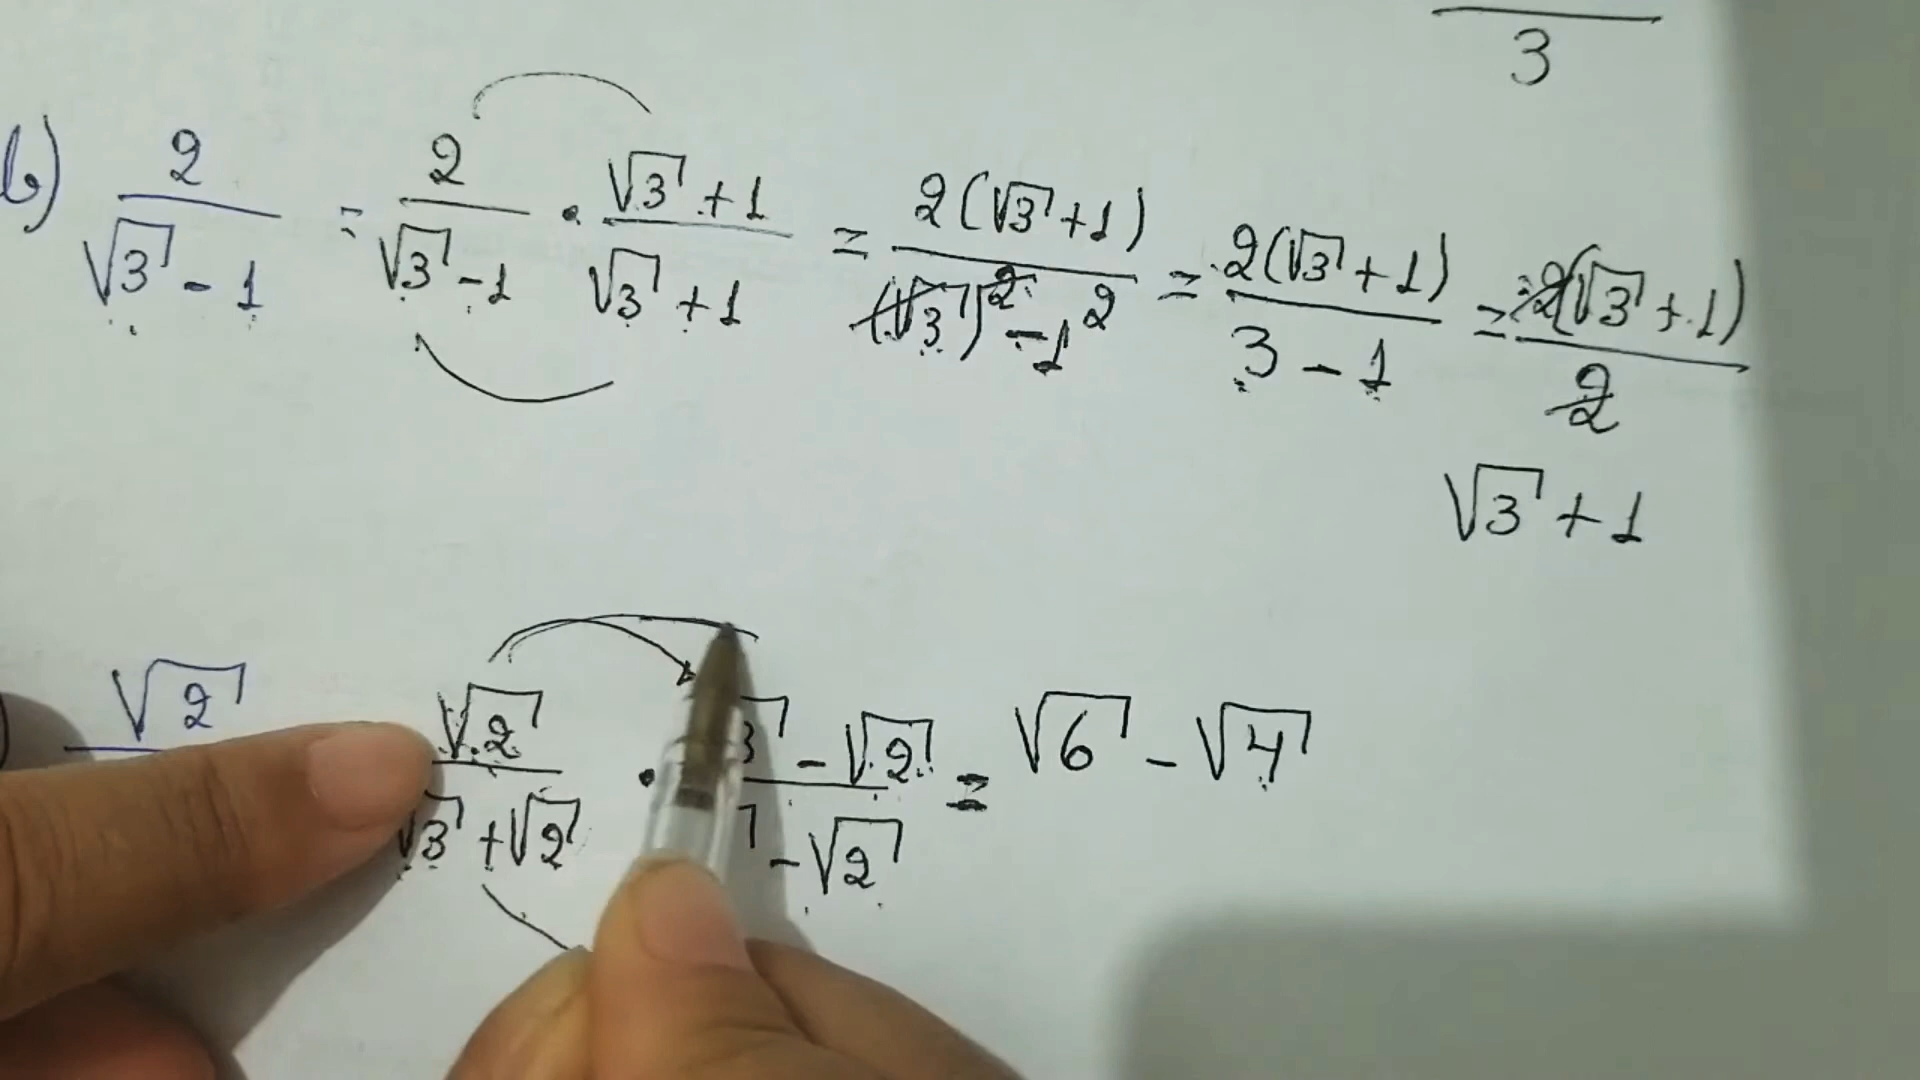 3
b) 2/(√3 - 1) = 2/(√3 - 1) · (√3 + 1)/(√3 + 1) = 2(√3 + 1)/((√3)² - 1²) = 2(√3 + 1)/(3 - 1) = 2(√3 + 1)/2
√3 + 1
√2 √2/(√3 + √2) · 3 - √2/ - √2 = √6 - √4